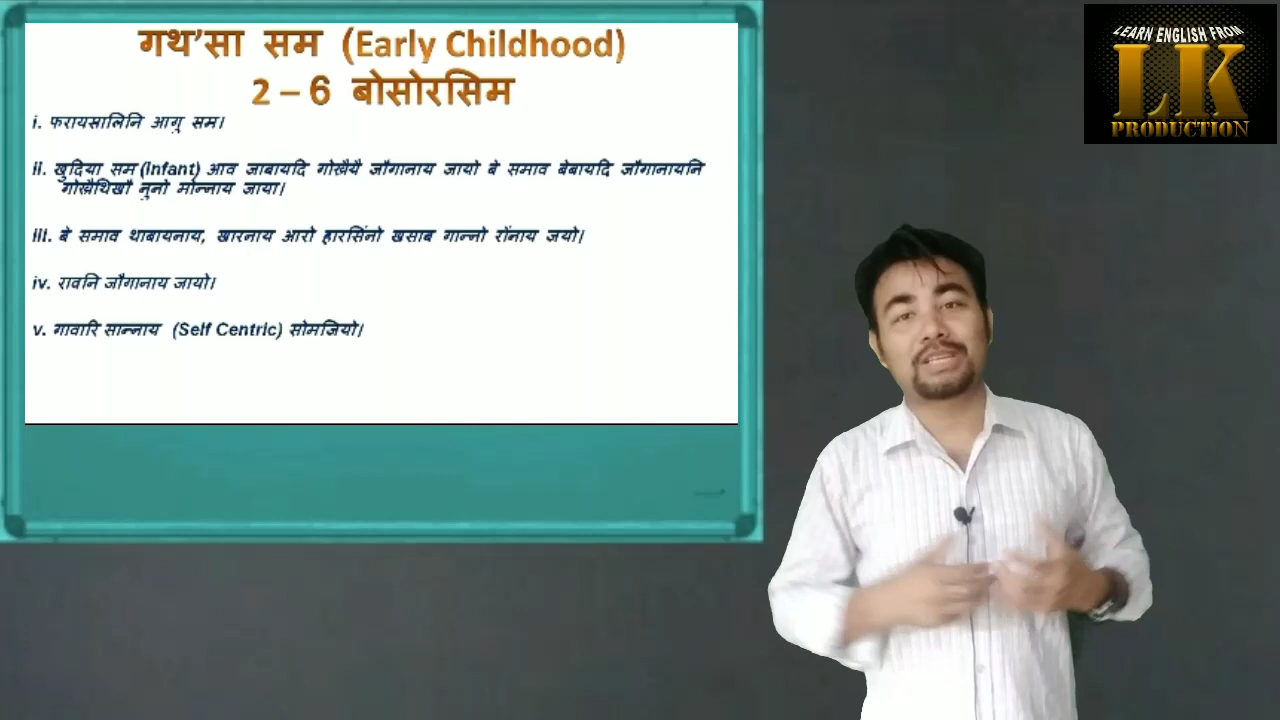 गथ'सा सम (Early Childhood)
2 – 6 बोसोरसिम
i. फरायसालिनि आगू सम।
ii. खुदिया सम (Infant) आव जाबायदि गोख्रैयै जौगानाय जायो बे समाव बेबायदि जौगानायनि
गोख्रैथिखौ नुनो मोन्नाय जाया।
iii. बे समाव थाबायनाय, खारनाय आरो हारसिंनो खसाब गान्नो रोंनाय जयो।
iv. रावनि जौगानाय जायो।
v. गावारि सान्नाय (Self Centric) सोमजियो।
LEARN ENGLISH FROM
LK
PRODUCTION